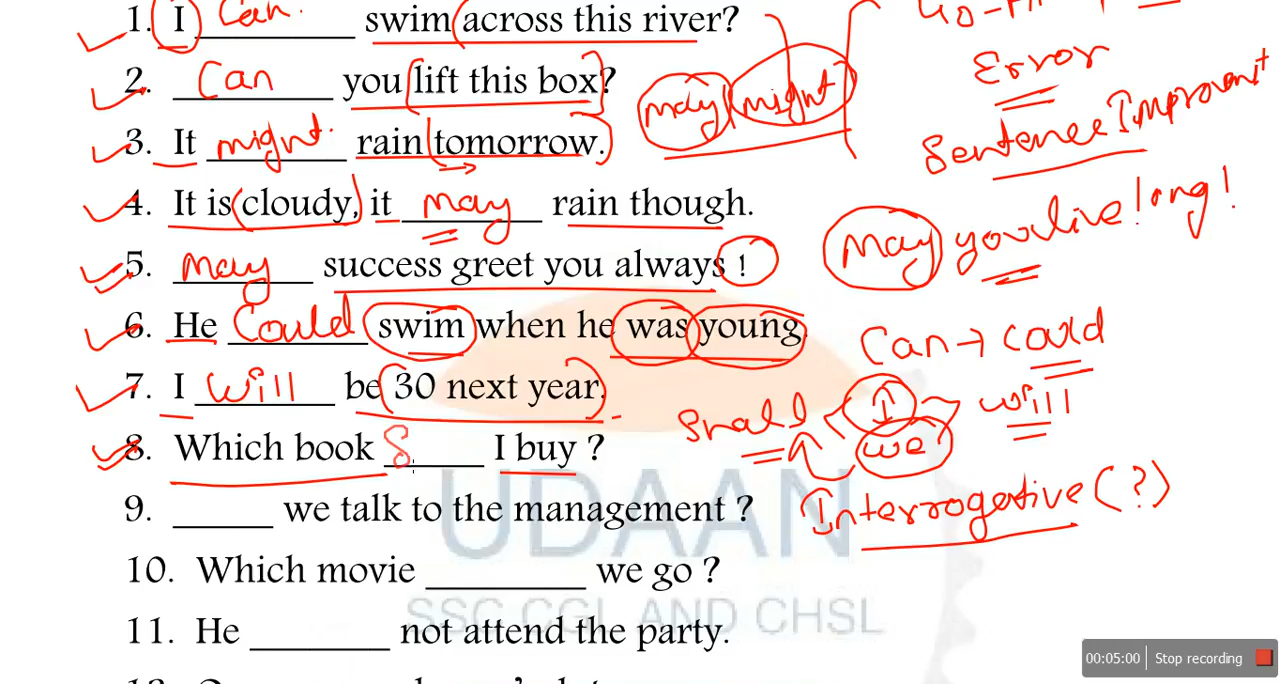 1. I can. swim across this river?
2. Can you lift this box?
may might
Error
Sentence Improvent
3. It might. rain tomorrow.
4. It is cloudy, it may rain though.
May you live long!
5. may success greet you always !
6. He Could swim when he was young.
Can → could
7. I will be 30 next year.
Shall I we will
8. Which book S I buy ?
Interrogative (?)
9. ______ we talk to the management ?
UDAAN
10. Which movie __________ we go ?
SSC CGL AND CHSL
11. He _________ not attend the party.
00:05:00 Stop recording